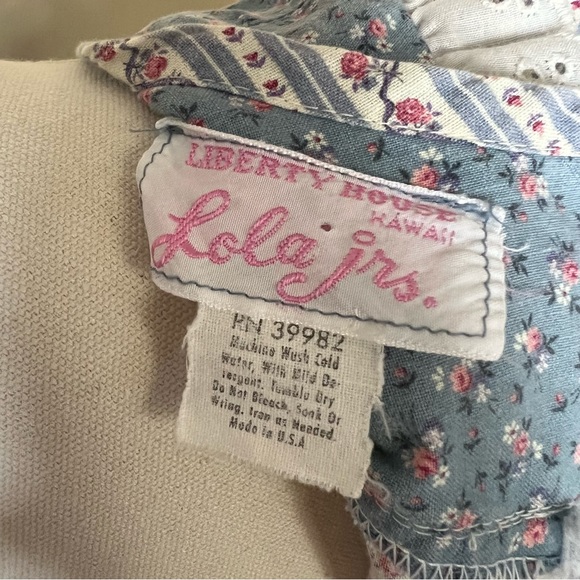 LIBERTY HOUSE
HAWAII
Lola jrs.
RN 39982
Machine Wash Cold
Water, With Mild De-
tergent. Tumble Dry
Do Not Bleach, Soak Or
Wring, Iron as Needed.
Made in U.S.A